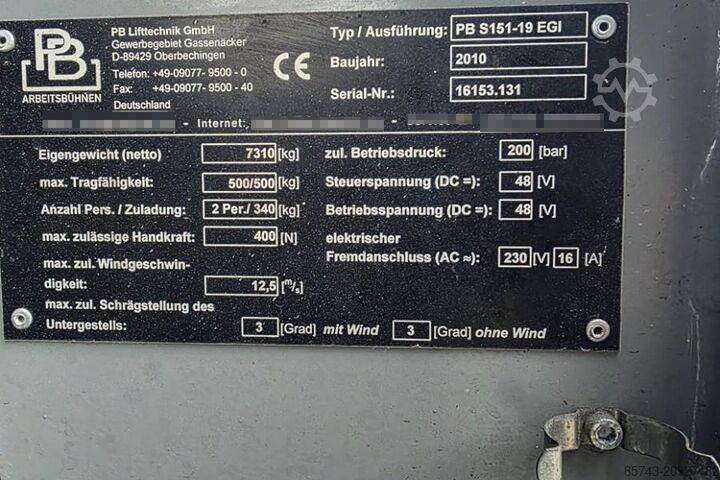 PB
ARBEITSBÜHNEN
PB Lifttechnik GmbH
Gewerbegebiet Gassenäcker
D-89429 Oberbechingen
Telefon: +49-09077- 9500 - 0
Fax: +49-09077- 9500 - 40
Deutschland
CE
Typ / Ausführung: PB S151-19 EGI
Baujahr: 2010
Serial-Nr.: 16153.131
- Internet: -
Eigengewicht (netto) 7310 [kg]
max. Tragfähigkeit: 500/500 [kg]
Anzahl Pers. / Zuladung: 2 Per./ 340 [kg]
max. zulässige Handkraft: 400 [N]
max. zul. Windgeschwin-
digkeit: 12,5 [m/s]
max. zul. Schrägstellung des
Untergestells: 3 [Grad] mit Wind 3 [Grad] ohne Wind
zul. Betriebsdruck: 200 [bar]
Steuerspannung (DC =): 48 [V]
Betriebsspannung (DC =): 48 [V]
elektrischer
Fremdanschluss (AC ≈): 230 [V] 16 [A]